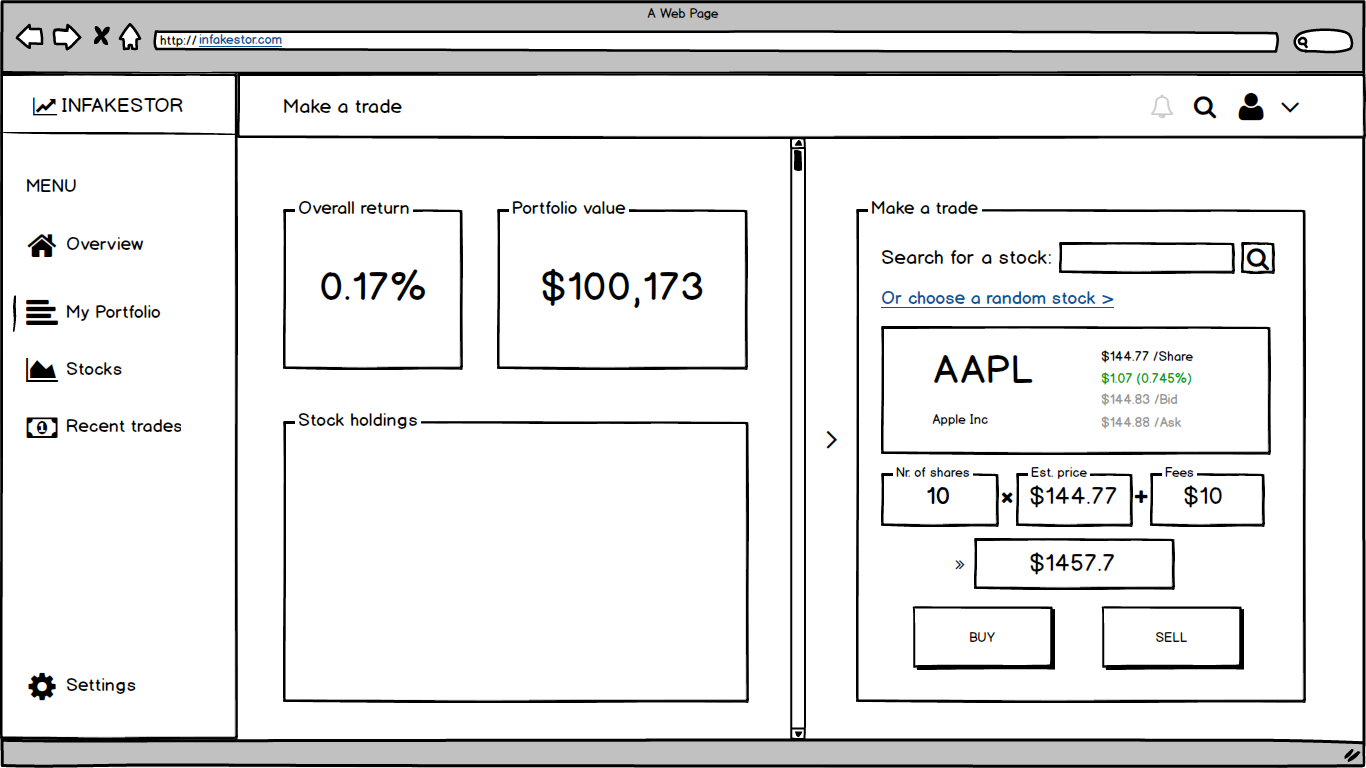 A Web Page
http://infakestor.com
INFAKESTOR
Make a trade
MENU
Overview
My Portfolio
Stocks
Recent trades
Settings
Overall return
0.17%
Portfolio value
$100,173
Stock holdings
Make a trade
Search for a stock:
Or choose a random stock >
AAPL
Apple Inc
$144.77 /Share
$1.07 (0.745%)
$144.83 /Bid
$144.88 /Ask
Nr. of shares
10
×
Est. price
$144.77
+
Fees
$10
»
$1457.7
BUY
SELL